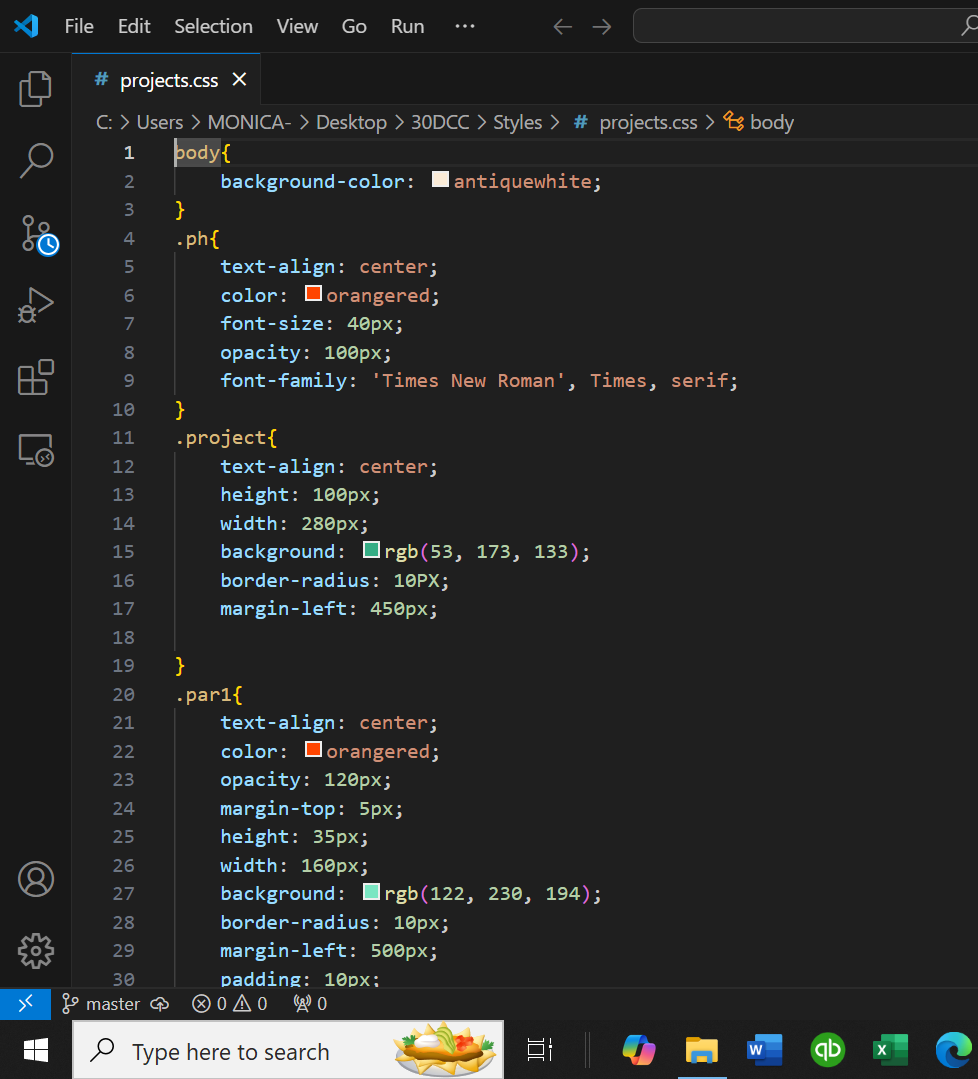 File Edit Selection View Go Run ···
# projects.css ×
C: > Users > MONICA- > Desktop > 30DCC > Styles > # projects.css > body
1 body{
2 background-color: antiquewhite;
3 }
4 .ph{
5 text-align: center;
6 color: orangered;
7 font-size: 40px;
8 opacity: 100px;
9 font-family: 'Times New Roman', Times, serif;
10 }
11 .project{
12 text-align: center;
13 height: 100px;
14 width: 280px;
15 background: rgb(53, 173, 133);
16 border-radius: 10PX;
17 margin-left: 450px;
18
19 }
20 .par1{
21 text-align: center;
22 color: orangered;
23 opacity: 120px;
24 margin-top: 5px;
25 height: 35px;
26 width: 160px;
27 background: rgb(122, 230, 194);
28 border-radius: 10px;
29 margin-left: 500px;
30 padding: 10px;
master 0 0 0
Type here to search W qb X